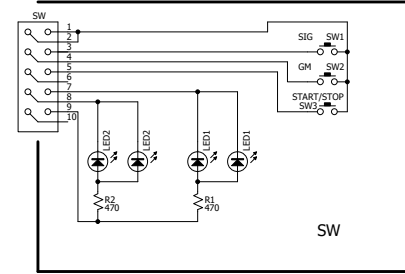 SW
1
2
3
4
5
6
7
8
9
10
SIG SW1
GM SW2
START/STOP
SW3
LED2
LED2
LED1
LED1
R2
470
R1
470
SW